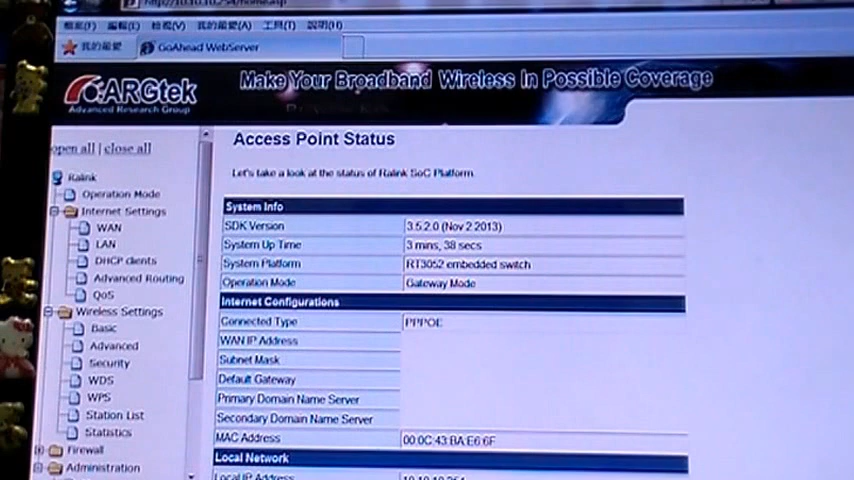 檔案(F) 編輯(E) 檢視(V) 我的最愛(A) 工具(T) 說明(H)
我的最愛 GoAhead WebServer
ARGtek
Advanced Research Group
Make Your Broadband Wireless In Possible Coverage
open all | close all
Ralink
Operation Mode
Internet Settings
WAN
LAN
DHCP clients
Advanced Routing
QoS
Wireless Settings
Basic
Advanced
Security
WDS
WPS
Station List
Statistics
Firewall
Administration
Access Point Status
Let's take a look at the status of Ralink SoC Platform.
System Info
SDK Version 3.5.2.0 (Nov 2 2013)
System Up Time 3 mins, 38 secs
System Platform RT3052 embedded switch
Operation Mode Gateway Mode
Internet Configurations
Connected Type PPPOE
WAN IP Address
Subnet Mask
Default Gateway
Primary Domain Name Server
Secondary Domain Name Server
MAC Address 00:0C:43:BA:E6:6F
Local Network
Local IP Address